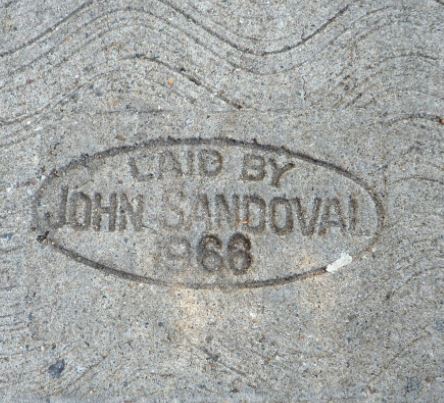 LAID BY
JOHN SANDOVAL
1966